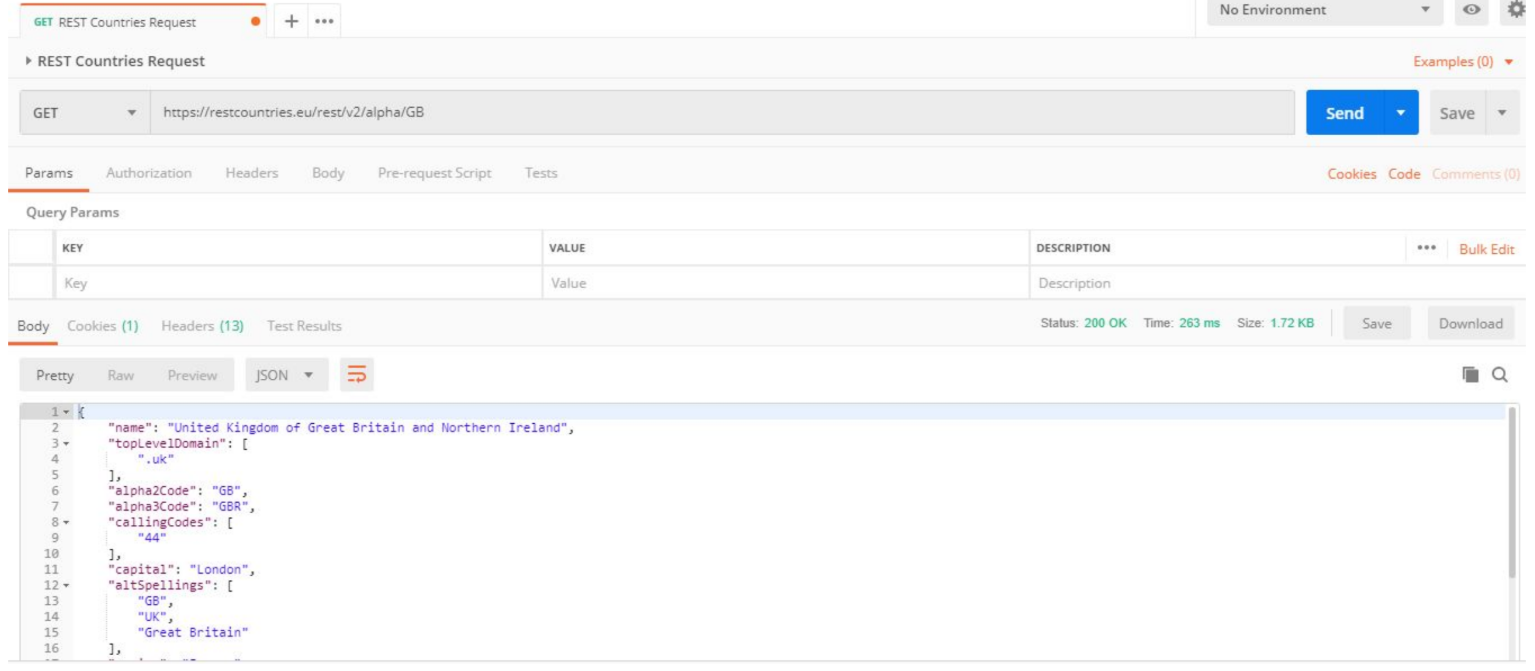 GET REST Countries Request
No Environment
REST Countries Request
Examples (0)
GET https://restcountries.eu/rest/v2/alpha/GB Send Save
Params Authorization Headers Body Pre-request Script Tests Cookies Code Comments (0)
Query Params
KEY VALUE DESCRIPTION Bulk Edit
Key Value Description
Body Cookies (1) Headers (13) Test Results Status: 200 OK Time: 263 ms Size: 1.72 KB Save Download
Pretty Raw Preview JSON
1 {
2 "name": "United Kingdom of Great Britain and Northern Ireland",
3 "topLevelDomain": [
4 ".uk"
5 ],
6 "alpha2Code": "GB",
7 "alpha3Code": "GBR",
8 "callingCodes": [
9 "44"
10 ],
11 "capital": "London",
12 "altSpellings": [
13 "GB",
14 "UK",
15 "Great Britain"
16 ],